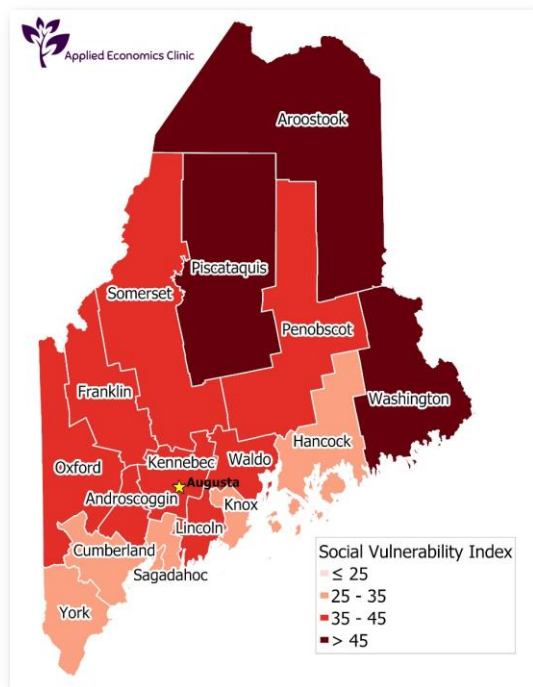 Applied Economics Clinic
Aroostook
Piscataquis
Somerset
Penobscot
Franklin
Washington
Hancock
Oxford
Kennebec
Waldo
Augusta
Androscoggin
Knox
Lincoln
Cumberland
Sagadahoc
York
Social Vulnerability Index
≤ 25
25 - 35
35 - 45
> 45